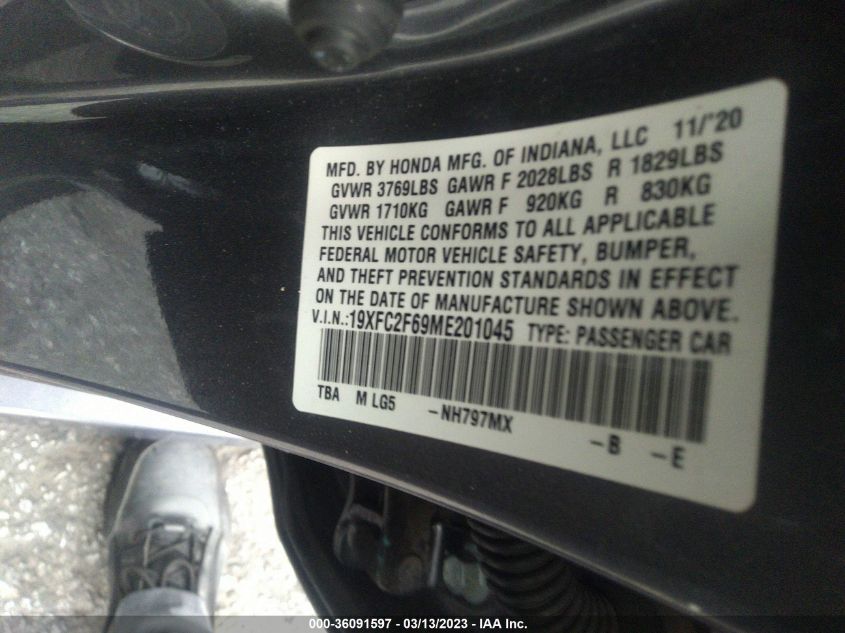 MFD. BY HONDA MFG. OF INDIANA, LLC 11/'20
GVWR 3769LBS GAWR F 2028LBS R 1829LBS
GVWR 1710KG GAWR F 920KG R 830KG
THIS VEHICLE CONFORMS TO ALL APPLICABLE
FEDERAL MOTOR VEHICLE SAFETY, BUMPER,
AND THEFT PREVENTION STANDARDS IN EFFECT
ON THE DATE OF MANUFACTURE SHOWN ABOVE.
V.I.N.:19XFC2F69ME201045 TYPE: PASSENGER CAR
TBA M LG5 -NH797MX -B -E
000-36091597 - 03/13/2023 - IAA Inc.